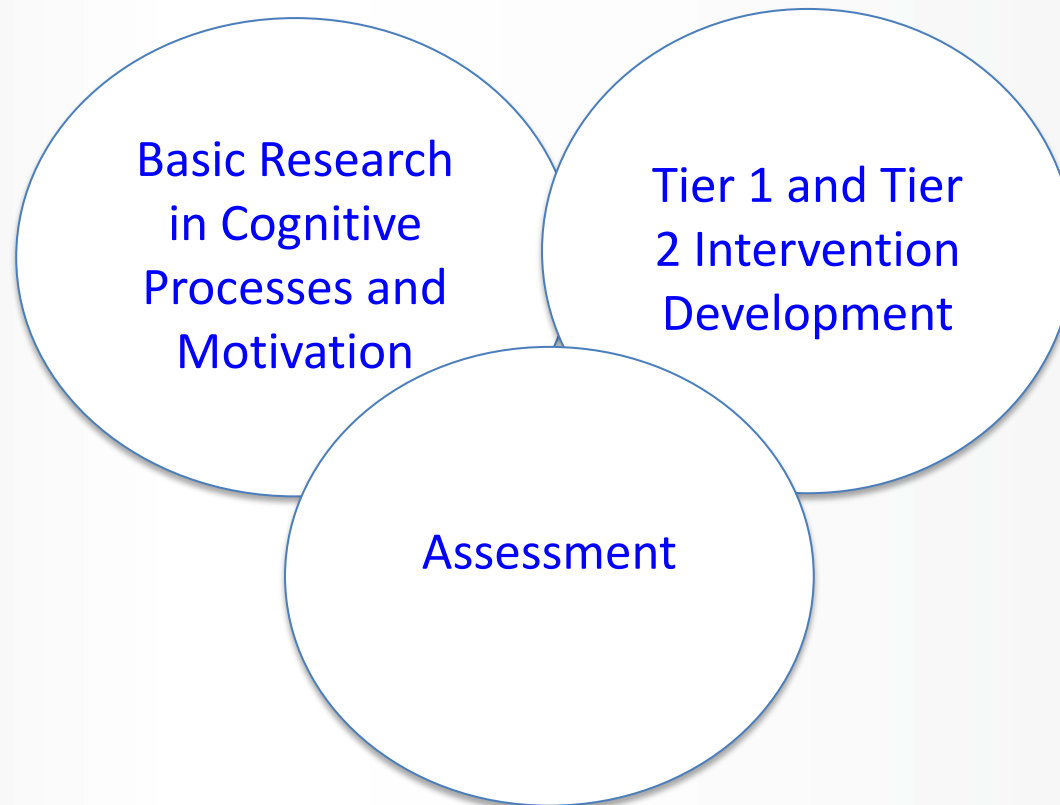 Basic Research
in Cognitive
Processes and
Motivation
Tier 1 and Tier
2 Intervention
Development
Assessment